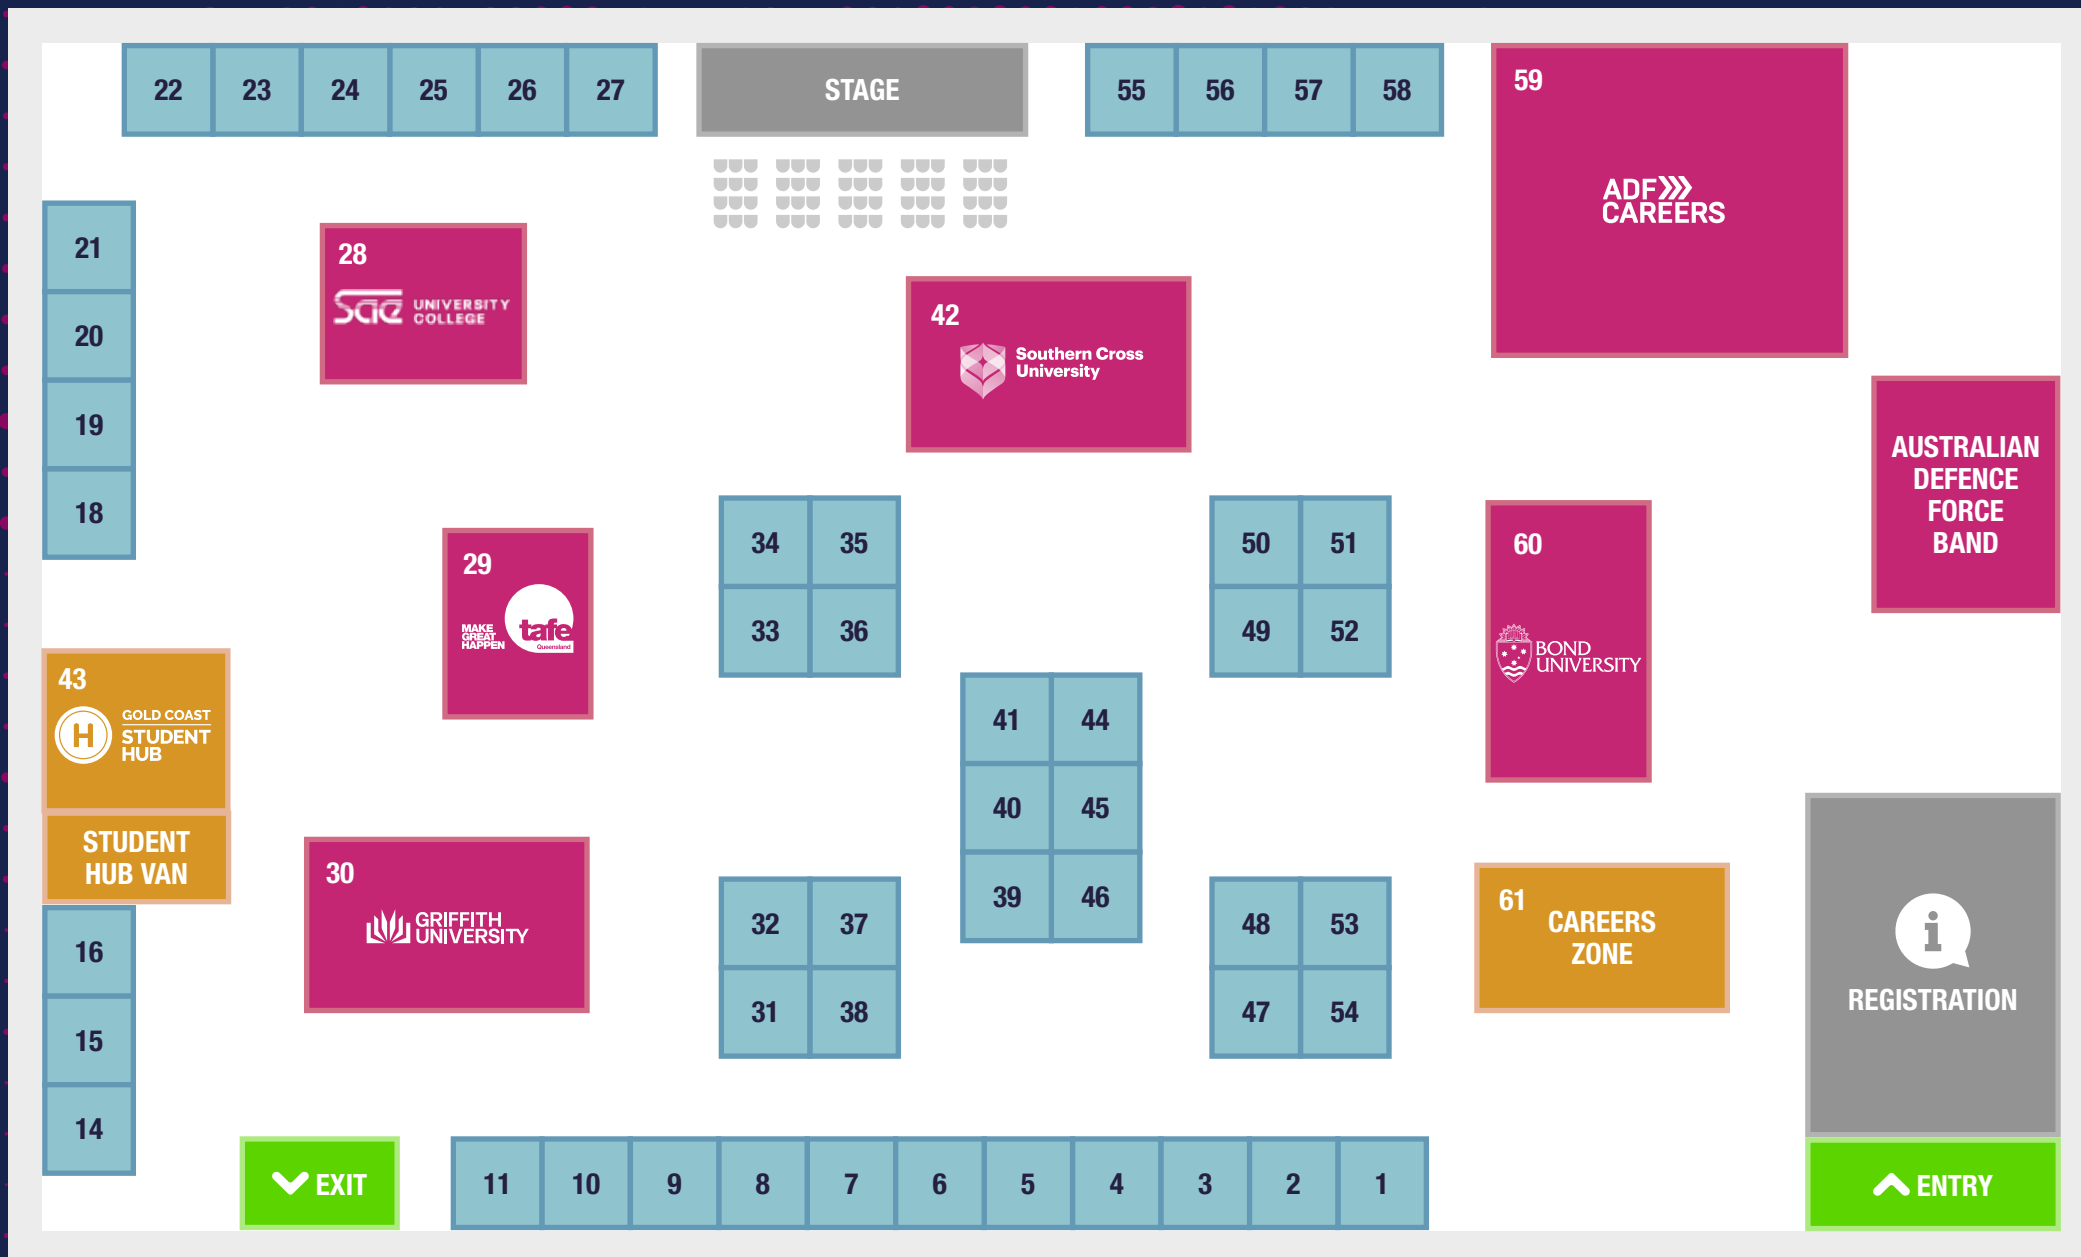 22 23 24 25 26 27
STAGE
55 56 57 58
59
ADF
CAREERS
21
20
19
18
28
sae UNIVERSITY
COLLEGE
42
Southern Cross
University
AUSTRALIAN
DEFENCE
FORCE
BAND
29
MAKE
GREAT
HAPPEN
tafe
Queensland
34 35
33 36
50 51
49 52
60
BOND
UNIVERSITY
43
H
GOLD COAST
STUDENT
HUB
STUDENT
HUB VAN
41 44
40 45
39 46
30
GRIFFITH
UNIVERSITY
32 37
31 38
48 53
47 54
61
CAREERS
ZONE
i
REGISTRATION
16
15
14
EXIT
11 10 9 8 7 6 5 4 3 2 1
ENTRY